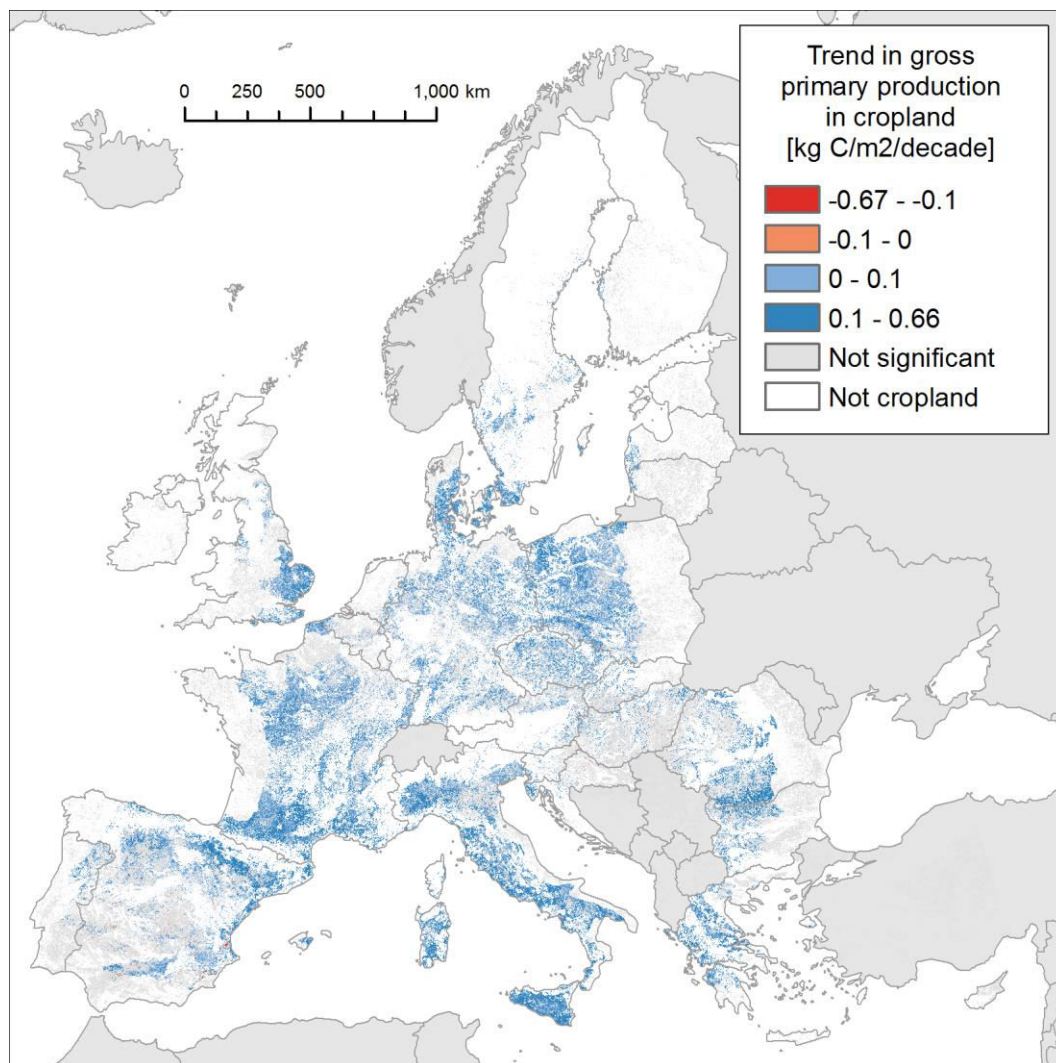 Trend in gross
primary production
in cropland
[kg C/m2/decade]
-0.67 - -0.1
-0.1 - 0
0 - 0.1
0.1 - 0.66
Not significant
Not cropland
0 250 500 1,000 km